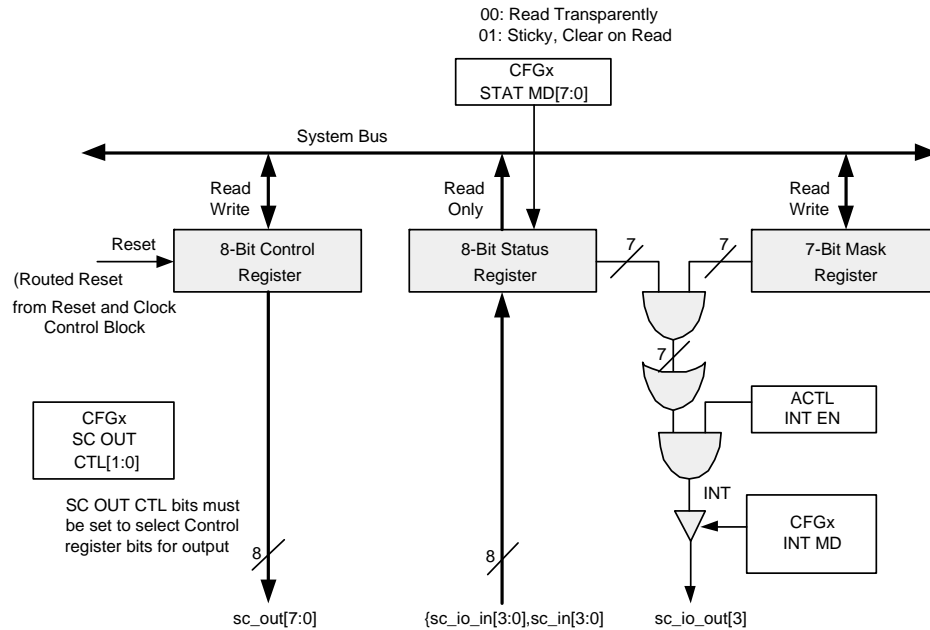 00: Read Transparently
01: Sticky, Clear on Read
CFGx
STAT MD[7:0]
System Bus
Read
Write
Read
Only
Read
Write
Reset
(Routed Reset
from Reset and Clock
Control Block
8-Bit Control
Register
8-Bit Status
Register
7
7
7-Bit Mask
Register
7
CFGx
SC OUT
CTL[1:0]
ACTL
INT EN
SC OUT CTL bits must
be set to select Control
register bits for output
INT
CFGx
INT MD
8
8
sc_out[7:0]
{sc_io_in[3:0],sc_in[3:0]
sc_io_out[3]